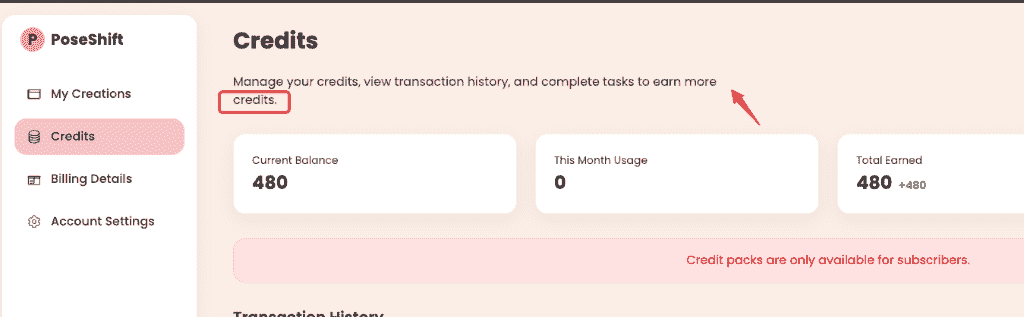 P PoseShift
My Creations
Credits
Billing Details
Account Settings
Credits
Manage your credits, view transaction history, and complete tasks to earn more
credits.
Current Balance
480
This Month Usage
0
Total Earned
480 +480
Credit packs are only available for subscribers.
Transaction History